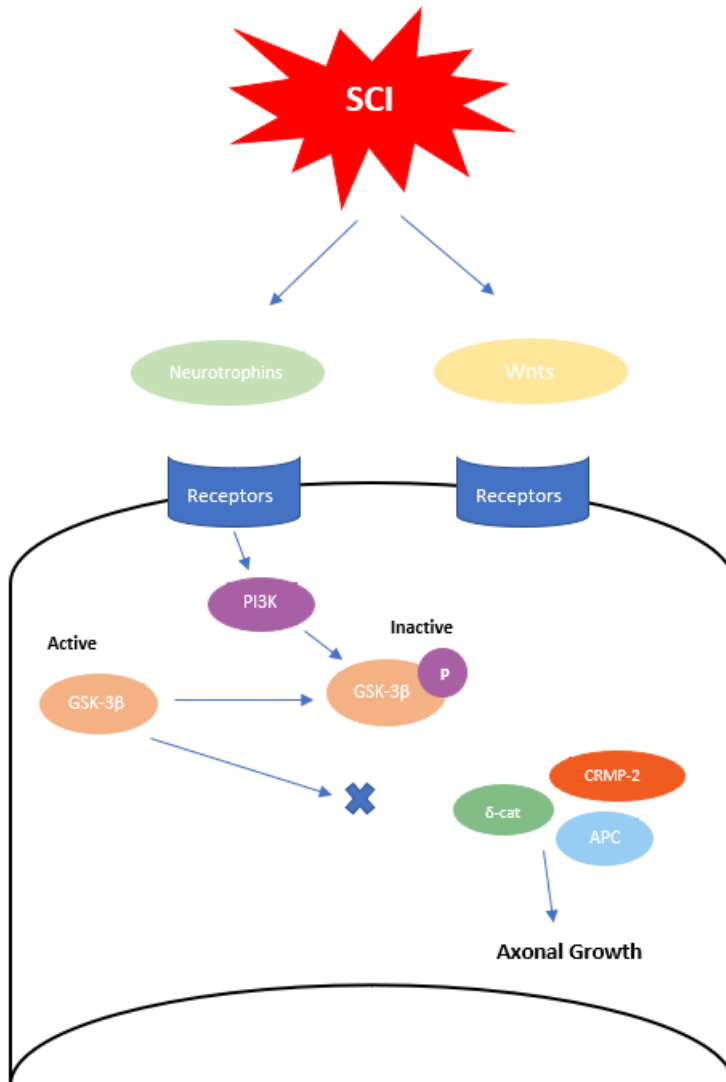 SCI
Neurotrophins
Wnts
Receptors
Receptors
PI3K
Inactive
Active
P
GSK-3β
GSK-3β
CRMP-2
δ-cat
APC
Axonal Growth